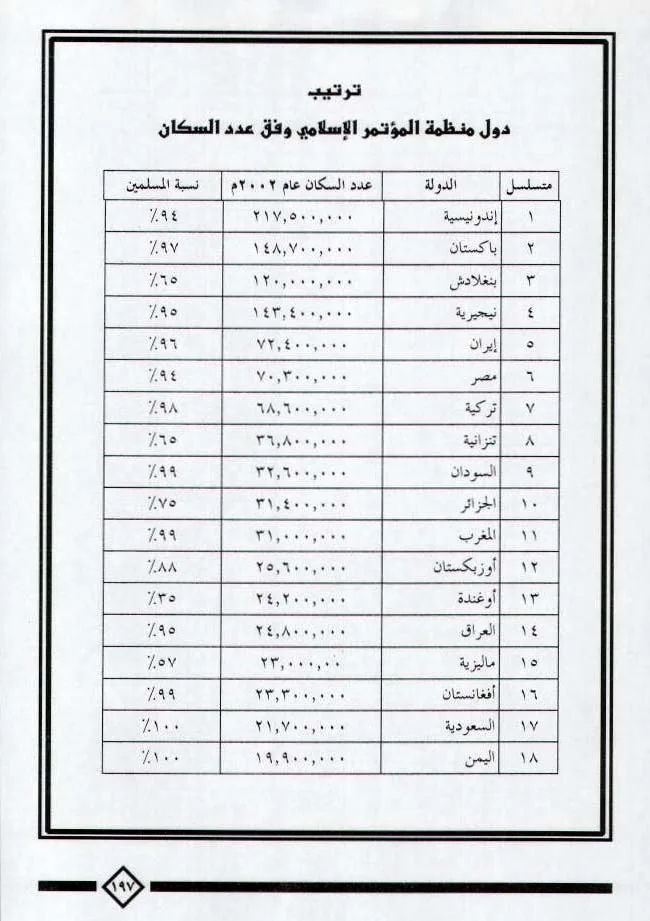 ترتيب
دول منظمة المؤتمر الإسلامي وفق عدد السكان
متسلسل الدولة عدد السكان عام ٢٠٠٢م نسبة المسلمين
١ إندونيسية ٢١٧,٥٠٠,٠٠٠ ٩٤٪
٢ باكستان ١٤٨,٧٠٠,٠٠٠ ٩٧٪
٣ بنغلادش ١٢٠,٠٠٠,٠٠٠ ٦٥٪
٤ نيجيرية ١٤٣,٤٠٠,٠٠٠ ٩٥٪
٥ إيران ٧٢,٤٠٠,٠٠٠ ٩٦٪
٦ مصر ٧٠,٣٠٠,٠٠٠ ٩٤٪
٧ تركية ٦٨,٦٠٠,٠٠٠ ٩٨٪
٨ تنزانية ٣٦,٨٠٠,٠٠٠ ٦٥٪
٩ السودان ٣٢,٦٠٠,٠٠٠ ٩٩٪
١٠ الجزائر ٣١,٤٠٠,٠٠٠ ٧٥٪
١١ المغرب ٣١,٠٠٠,٠٠٠ ٩٩٪
١٢ أوزبكستان ٢٥,٦٠٠,٠٠٠ ٨٨٪
١٣ أوغندة ٢٤,٢٠٠,٠٠٠ ٣٥٪
١٤ العراق ٢٤,٨٠٠,٠٠٠ ٩٥٪
١٥ ماليزية ٢٣,٠٠٠,٠٠ ٥٧٪
١٦ أفغانستان ٢٣,٣٠٠,٠٠٠ ٩٩٪
١٧ السعودية ٢١,٧٠٠,٠٠٠ ١٠٠٪
١٨ اليمن ١٩,٩٠٠,٠٠٠ ١٠٠٪
١٩٧